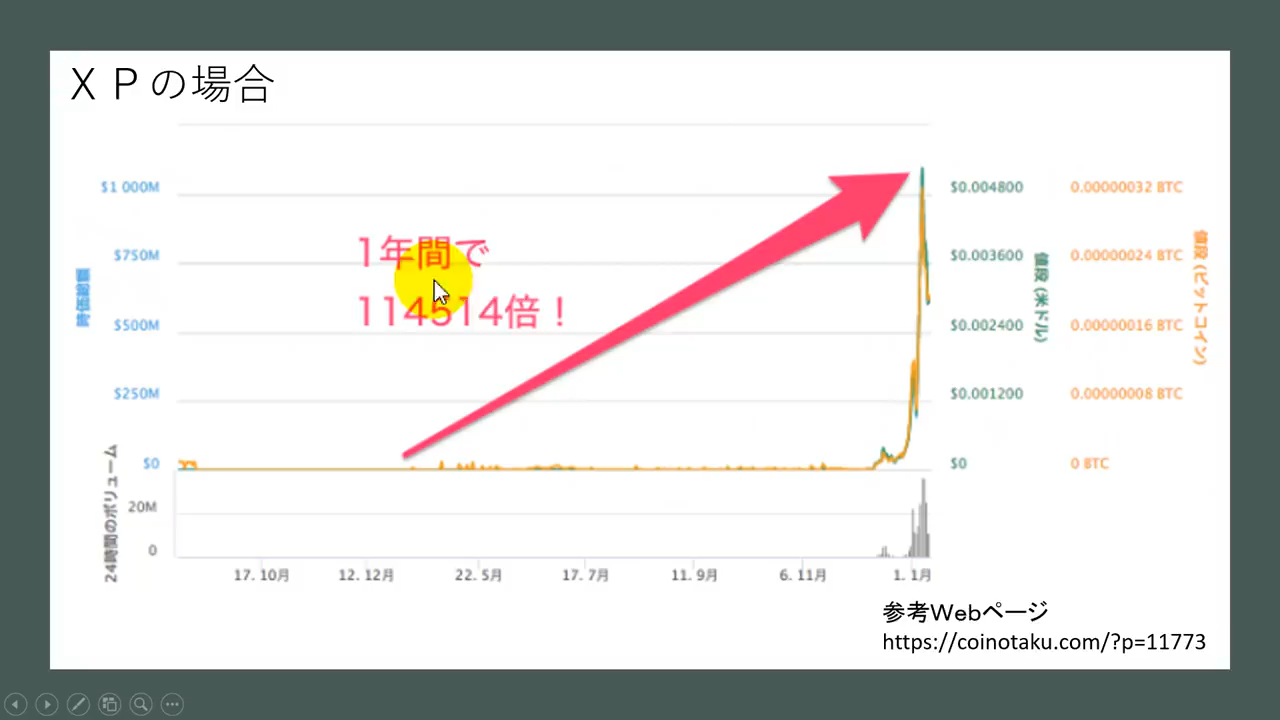 ＸＰの場合
1年間で
114514倍！
時価総額
$1 000M
$750M
$500M
$250M
$0
24時間のボリューム
20M
0
$0.004800
$0.003600
$0.002400
$0.001200
$0
値段 (米ドル)
0.00000032 BTC
0.00000024 BTC
0.00000016 BTC
0.00000008 BTC
0 BTC
値段 (ビットコイン)
17. 10月
12. 12月
22. 5月
17. 7月
11. 9月
6. 11月
1. 1月
参考Webページ
https://coinotaku.com/?p=11773